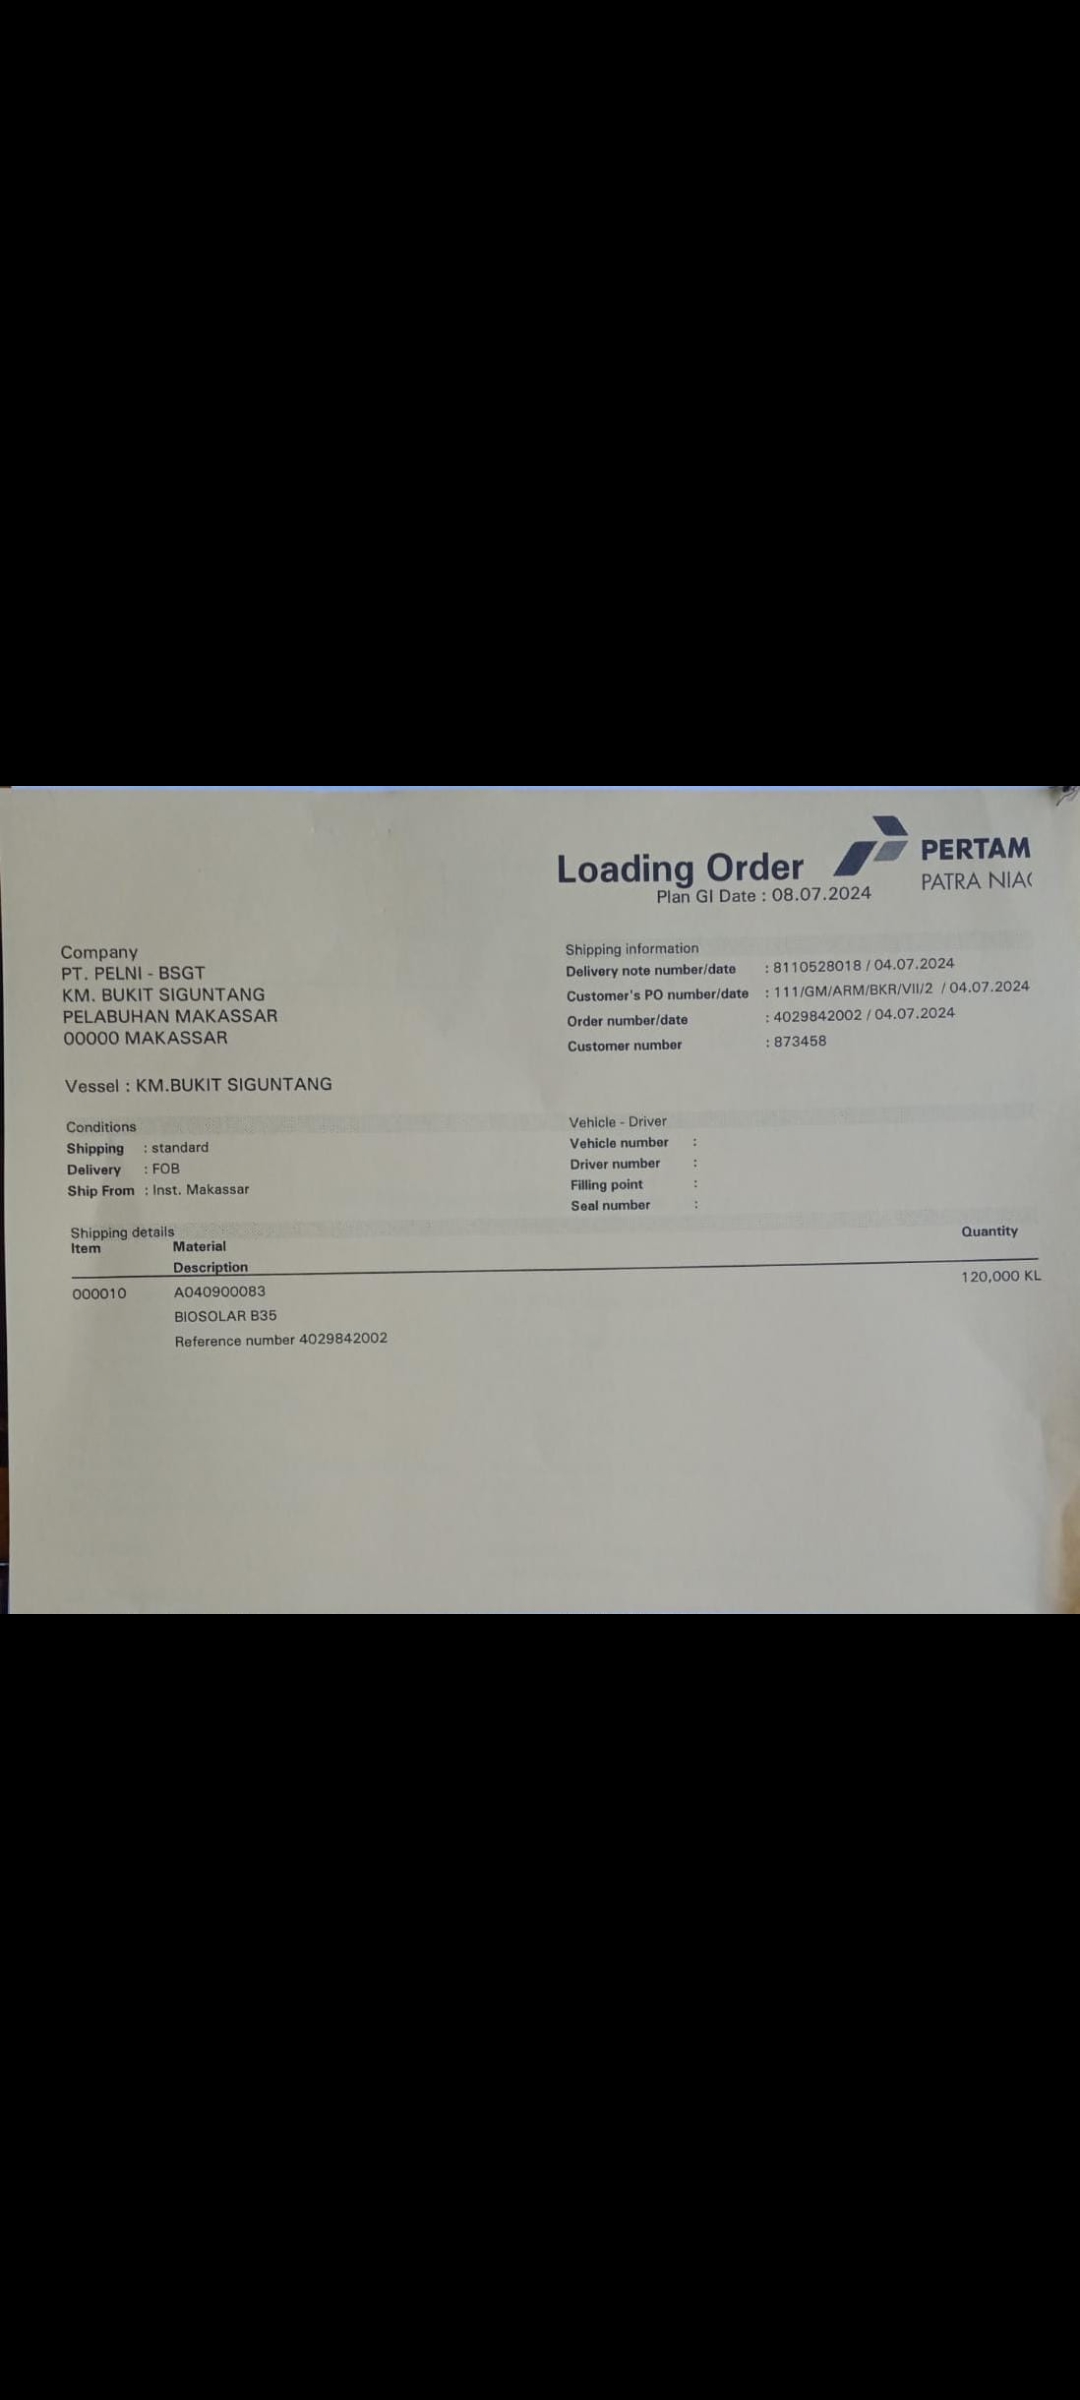 Loading Order
PERTAM
PATRA NIA
Plan GI Date : 08.07.2024
Company
PT. PELNI - BSGT
KM. BUKIT SIGUNTANG
PELABUHAN MAKASSAR
00000 MAKASSAR
Vessel : KM.BUKIT SIGUNTANG
Shipping information
Delivery note number/date : 8110528018 / 04.07.2024
Customer's PO number/date : 111/GM/ARM/BKR/VII/2 / 04.07.2024
Order number/date : 4029842002 / 04.07.2024
Customer number : 873458
Conditions
Shipping : standard
Delivery : FOB
Ship From : Inst. Makassar
Vehicle - Driver
Vehicle number :
Driver number :
Filling point :
Seal number :
Shipping details
Item Material Quantity
Description
000010 A040900083 120,000 KL
BIOSOLAR B35
Reference number 4029842002